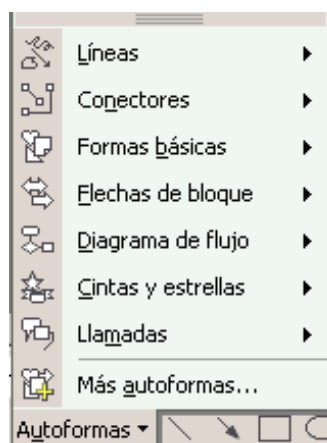 Líneas
Conectores
Formas básicas
Flechas de bloque
Diagrama de flujo
Cintas y estrellas
Llamadas
Más autoformas...
Autoformas